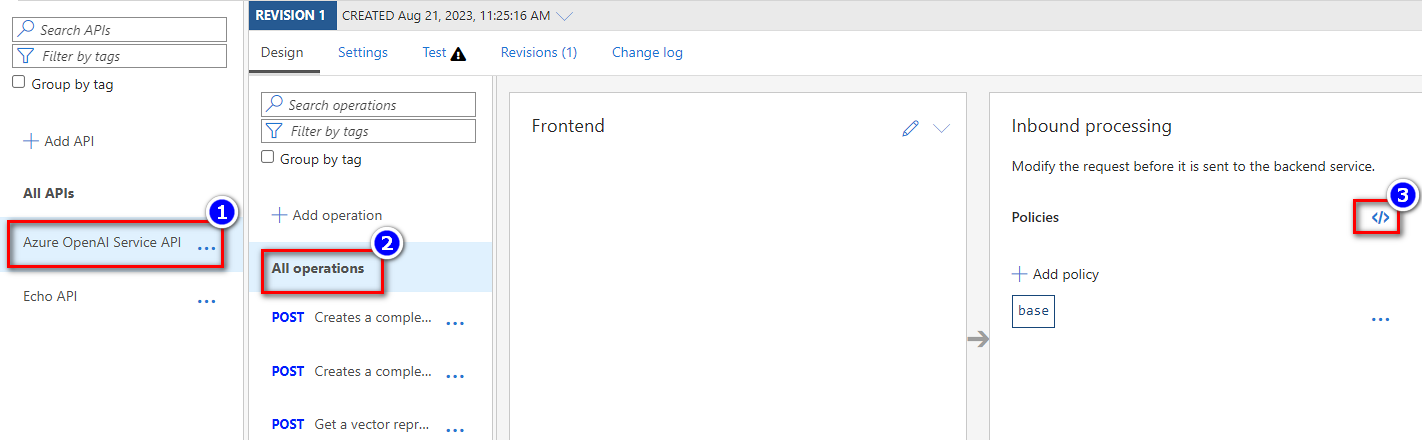 Search APIs
Filter by tags
Group by tag
Add API
All APIs
1
Azure OpenAI Service API ...
Echo API ...
REVISION 1 CREATED Aug 21, 2023, 11:25:16 AM
Design Settings Test Revisions (1) Change log
Search operations
Filter by tags
Group by tag
Add operation
2
All operations
POST Creates a comple... ...
POST Creates a comple... ...
POST Get a vector repr... ...
Frontend
Inbound processing
Modify the request before it is sent to the backend service.
3
Policies </>
Add policy
base ...